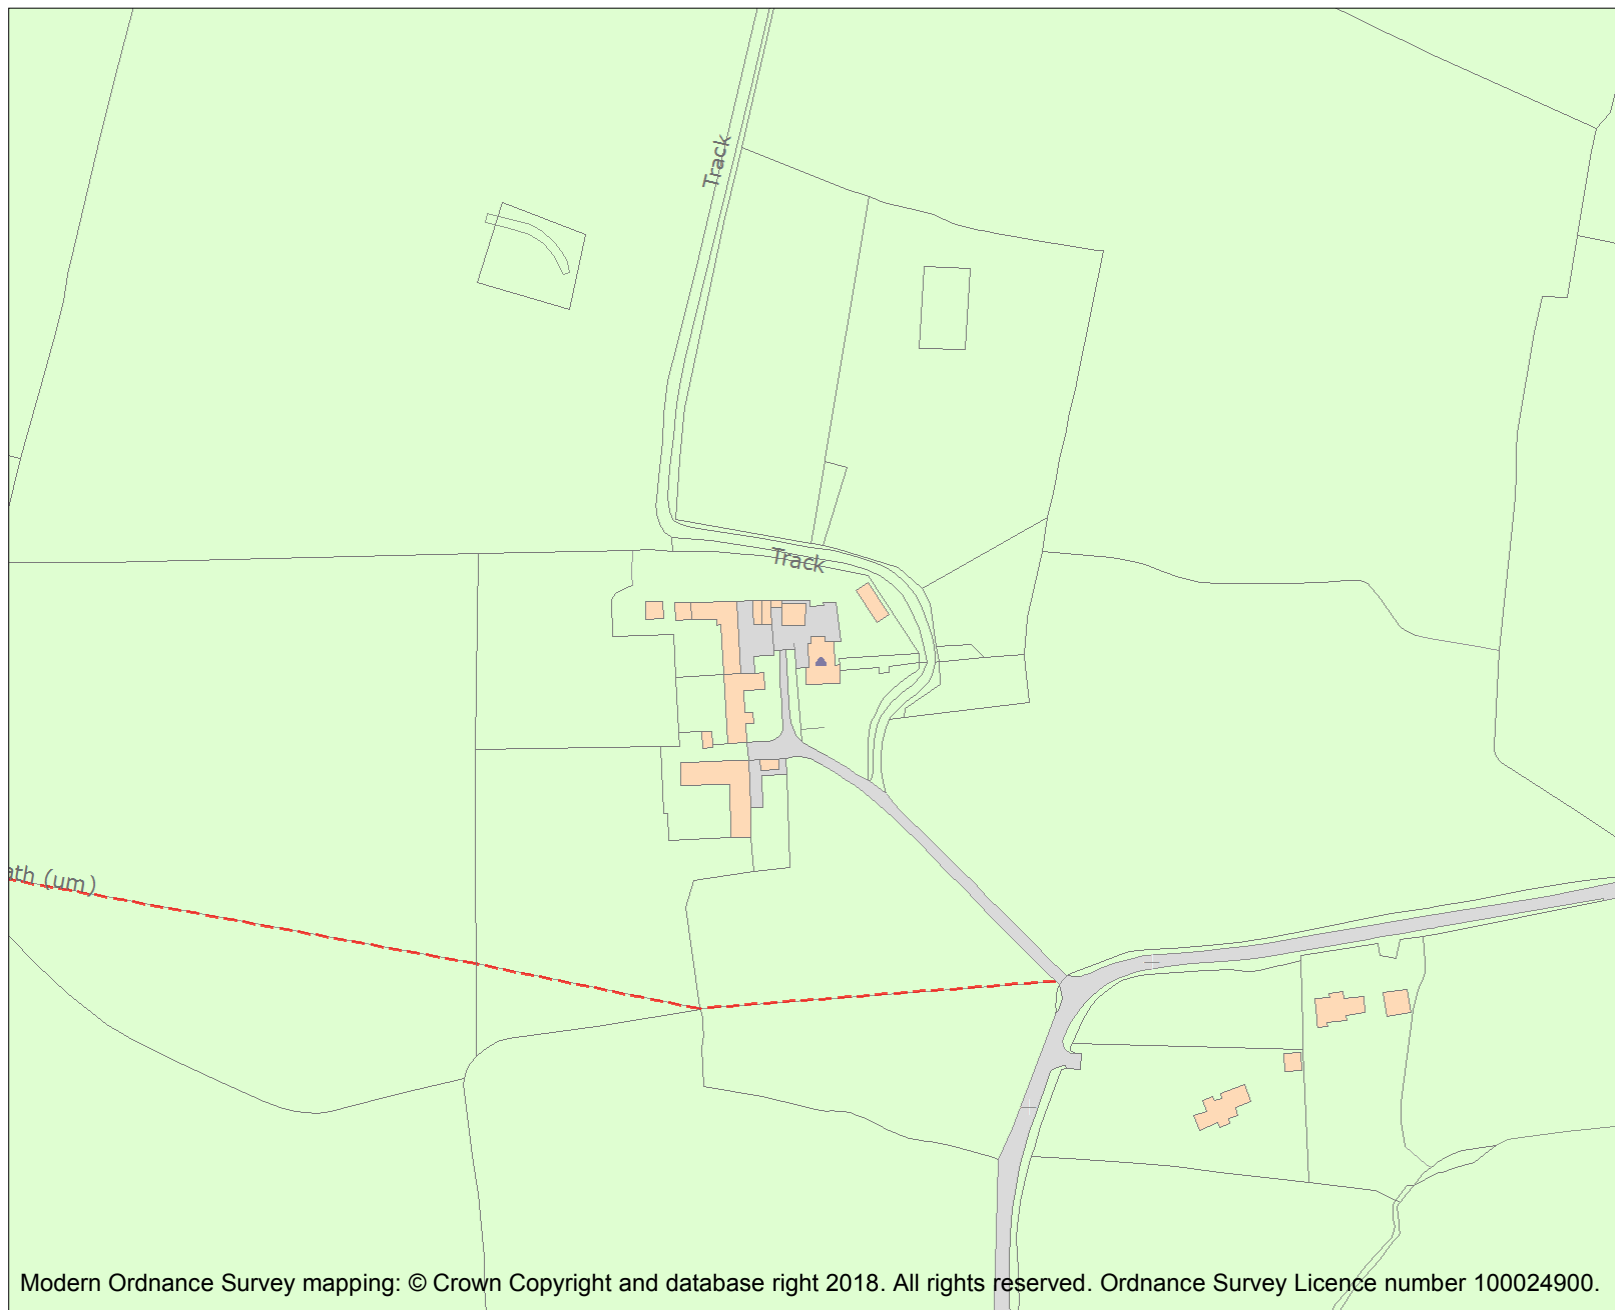 Track
Track
ath (um)
Modern Ordnance Survey mapping: © Crown Copyright and database right 2018. All rights reserved. Ordnance Survey Licence number 100024900.